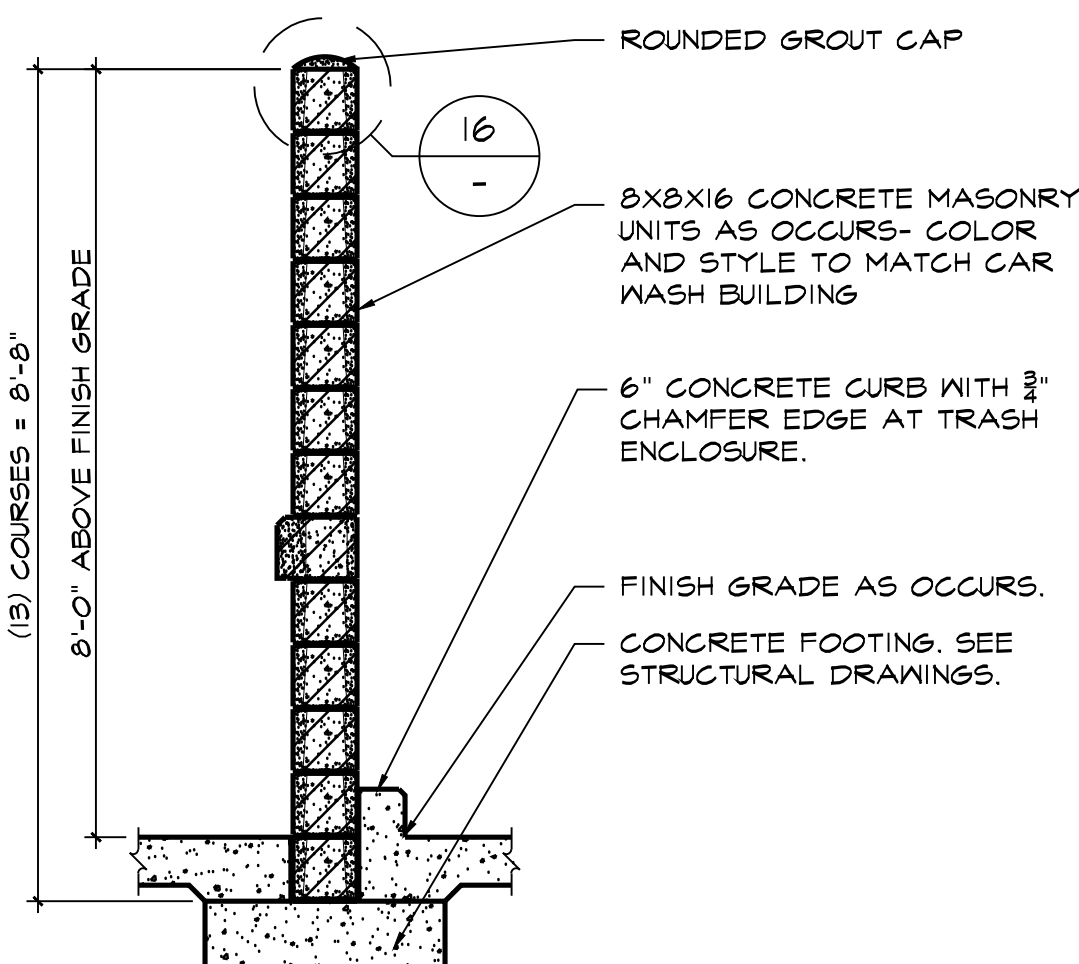 ROUNDED GROUT CAP
16
-
8X8X16 CONCRETE MASONRY
UNITS AS OCCURS- COLOR
AND STYLE TO MATCH CAR
WASH BUILDING
6" CONCRETE CURB WITH 3/4"
CHAMFER EDGE AT TRASH
ENCLOSURE.
FINISH GRADE AS OCCURS.
CONCRETE FOOTING. SEE
STRUCTURAL DRAWINGS.
(13) COURSES = 8'-8"
8'-0" ABOVE FINISH GRADE